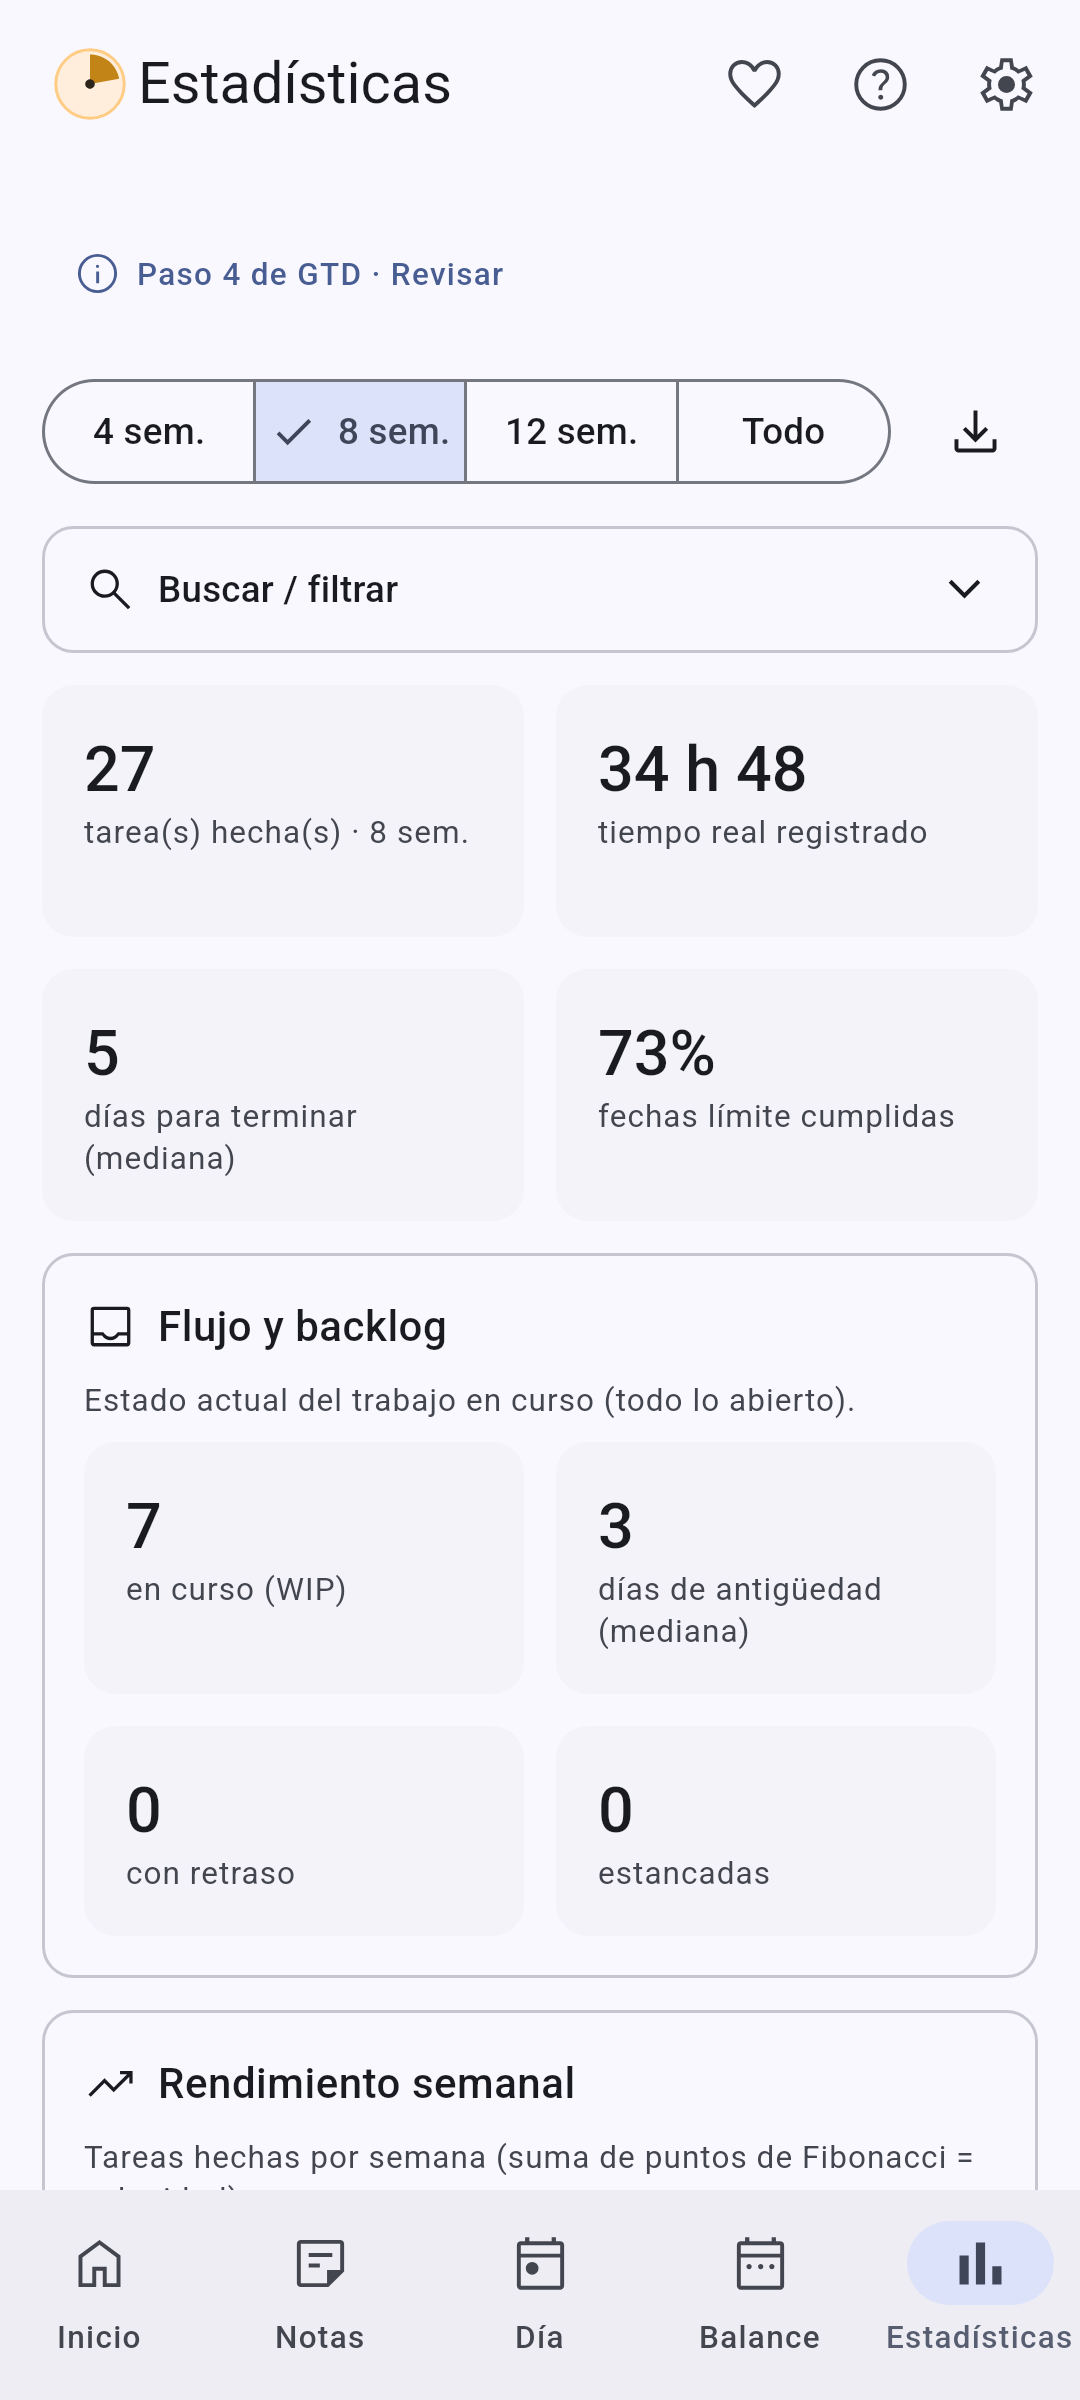 Estadísticas
Paso 4 de GTD · Revisar
4 sem.
8 sem.
12 sem.
Todo
Buscar / filtrar
27
tarea(s) hecha(s) · 8 sem.
34 h 48
tiempo real registrado
5
días para terminar
(mediana)
73%
fechas límite cumplidas
Flujo y backlog
Estado actual del trabajo en curso (todo lo abierto).
7
en curso (WIP)
3
días de antigüedad
(mediana)
0
con retraso
0
estancadas
Rendimiento semanal
Tareas hechas por semana (suma de puntos de Fibonacci =
Inicio
Notas
Día
Balance
Estadísticas